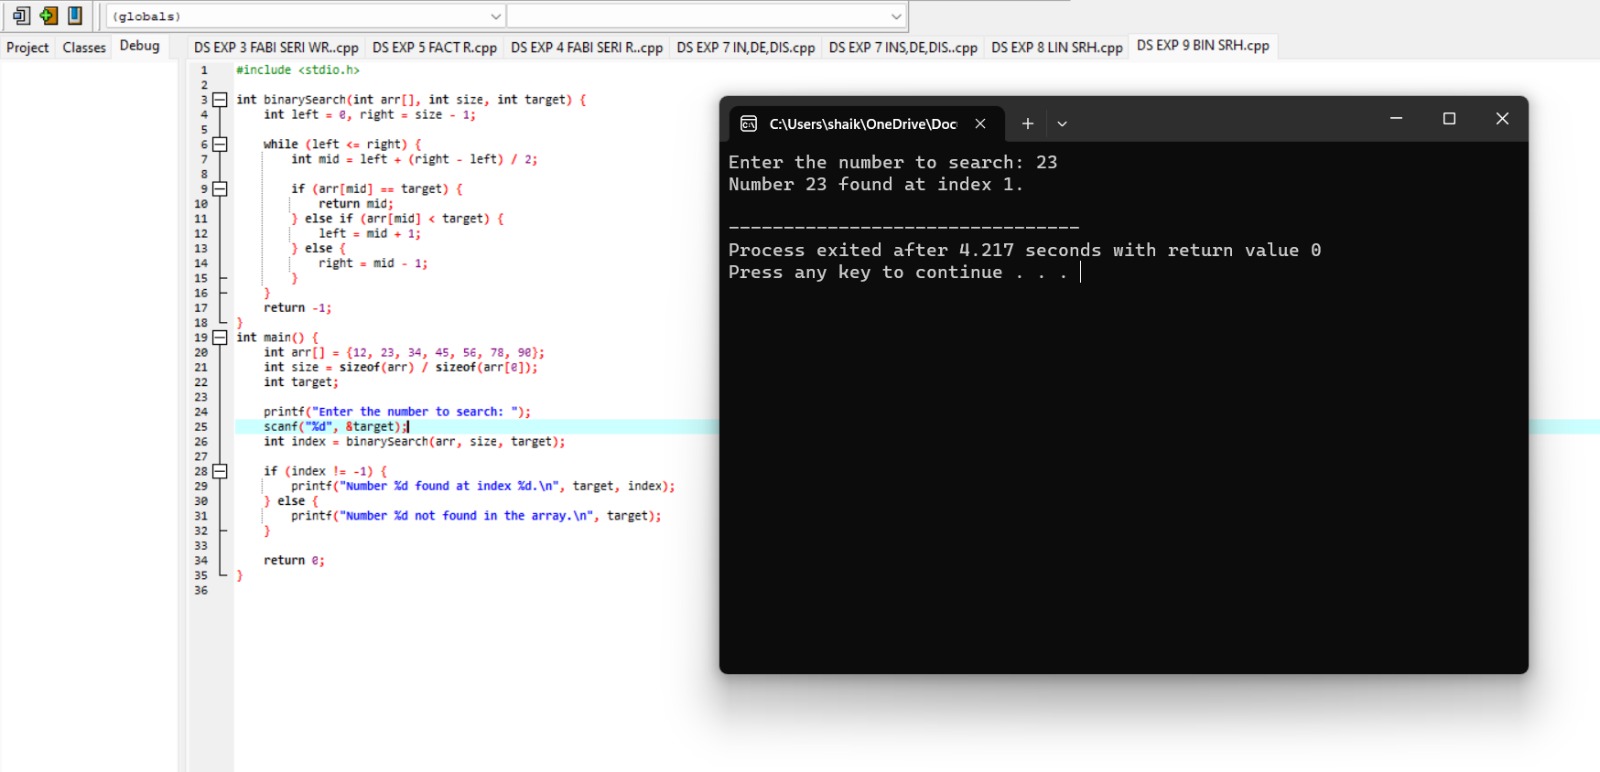 (globals)
Project Classes Debug
DS EXP 3 FABI SERI WR..cpp DS EXP 5 FACT R.cpp DS EXP 4 FABI SERI R..cpp DS EXP 7 IN,DE,DIS.cpp DS EXP 7 INS,DE,DIS..cpp DS EXP 8 LIN SRH.cpp DS EXP 9 BIN SRH.cpp
1 #include <stdio.h>
2
3 int binarySearch(int arr[], int size, int target) {
4 int left = 0, right = size - 1;
5
6 while (left <= right) {
7 int mid = left + (right - left) / 2;
8
9 if (arr[mid] == target) {
10 return mid;
11 } else if (arr[mid] < target) {
12 left = mid + 1;
13 } else {
14 right = mid - 1;
15 }
16 }
17 return -1;
18 }
19 int main() {
20 int arr[] = {12, 23, 34, 45, 56, 78, 90};
21 int size = sizeof(arr) / sizeof(arr[0]);
22 int target;
23
24 printf("Enter the number to search: ");
25 scanf("%d", &target);
26 int index = binarySearch(arr, size, target);
27
28 if (index != -1) {
29 printf("Number %d found at index %d.\n", target, index);
30 } else {
31 printf("Number %d not found in the array.\n", target);
32 }
33
34 return 0;
35 }
36
C:\Users\shaik\OneDrive\Doc
Enter the number to search: 23
Number 23 found at index 1.
--------------------------------
Process exited after 4.217 seconds with return value 0
Press any key to continue . . .